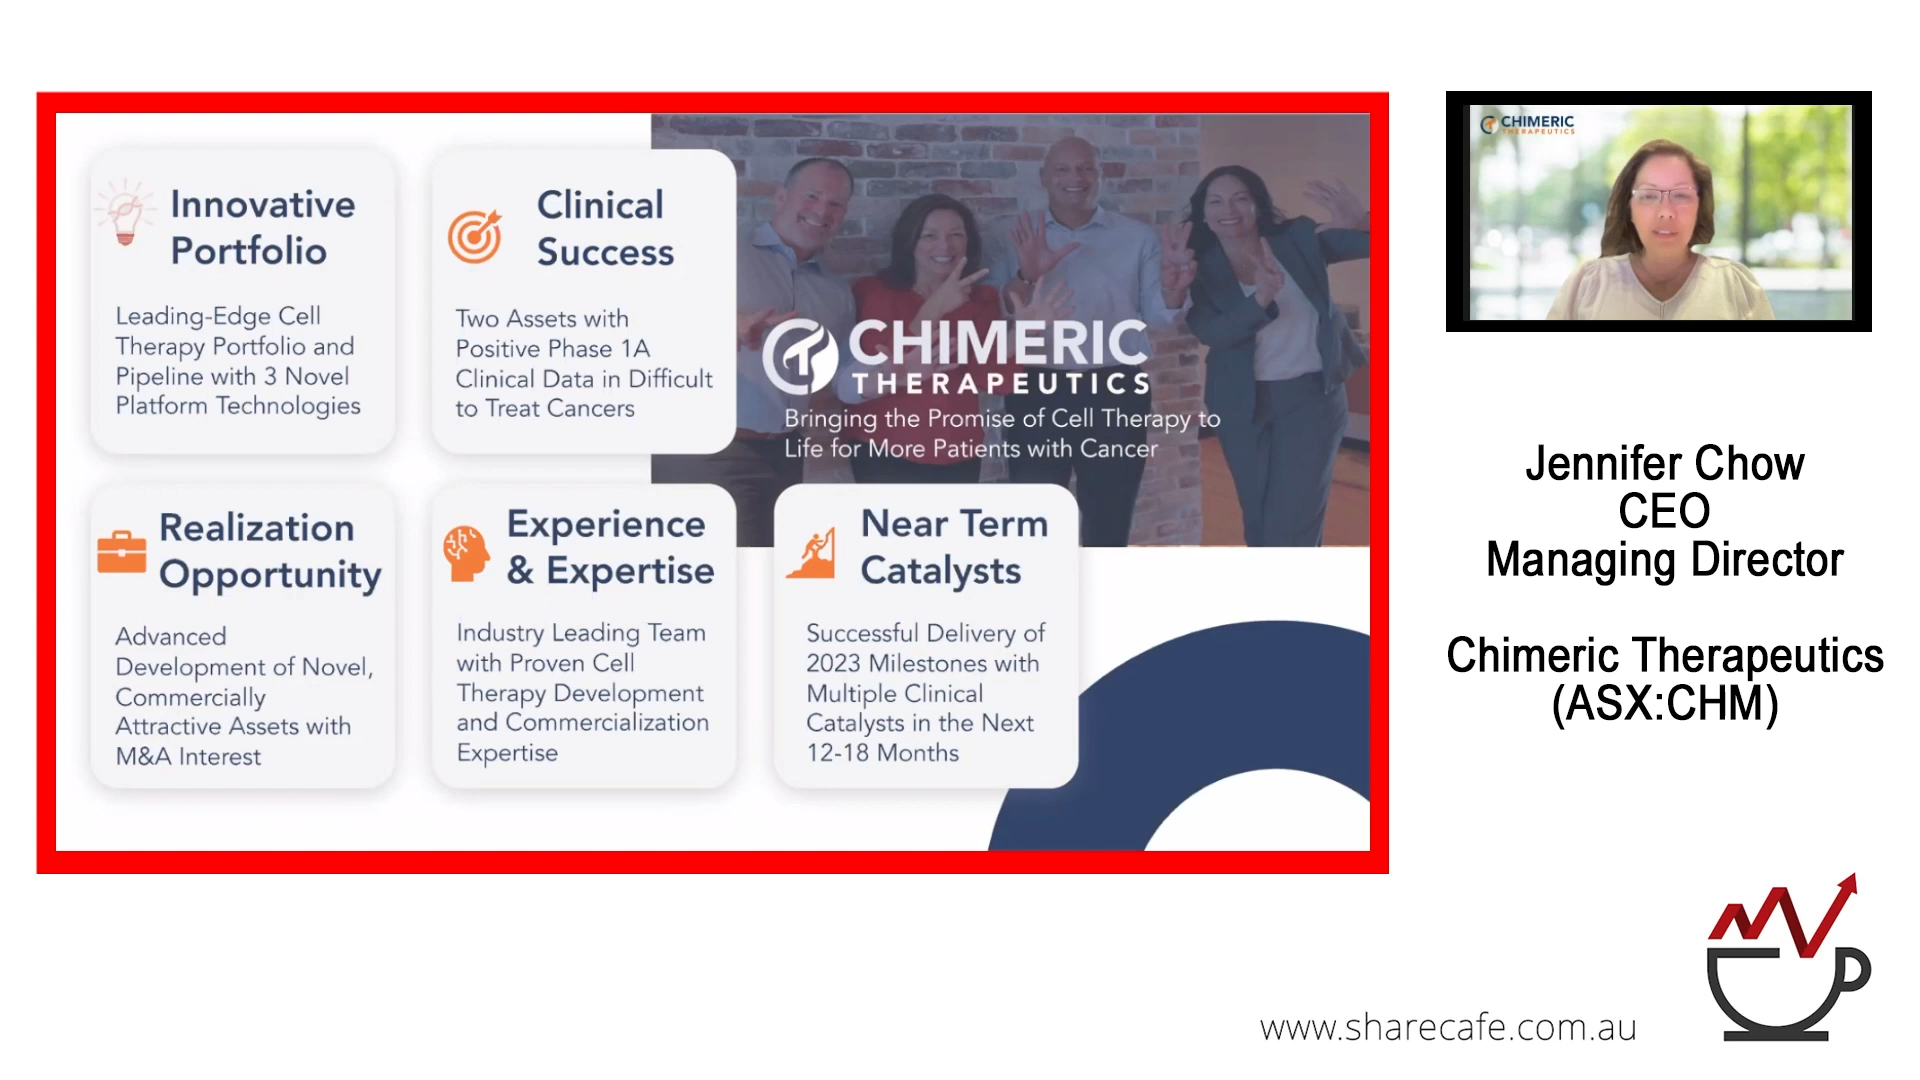 Innovative
Portfolio
Leading-Edge Cell
Therapy Portfolio and
Pipeline with 3 Novel
Platform Technologies
Clinical
Success
Two Assets with
Positive Phase 1A
Clinical Data in Difficult
to Treat Cancers
CHIMERIC
THERAPEUTICS
Bringing the Promise of Cell Therapy to
Life for More Patients with Cancer
Realization
Opportunity
Advanced
Development of Novel,
Commercially
Attractive Assets with
M&A Interest
Experience
& Expertise
Industry Leading Team
with Proven Cell
Therapy Development
and Commercialization
Expertise
Near Term
Catalysts
Successful Delivery of
2023 Milestones with
Multiple Clinical
Catalysts in the Next
12-18 Months
CHIMERIC
THERAPEUTICS
Jennifer Chow
CEO
Managing Director
Chimeric Therapeutics
(ASX:CHM)
www.sharecafe.com.au